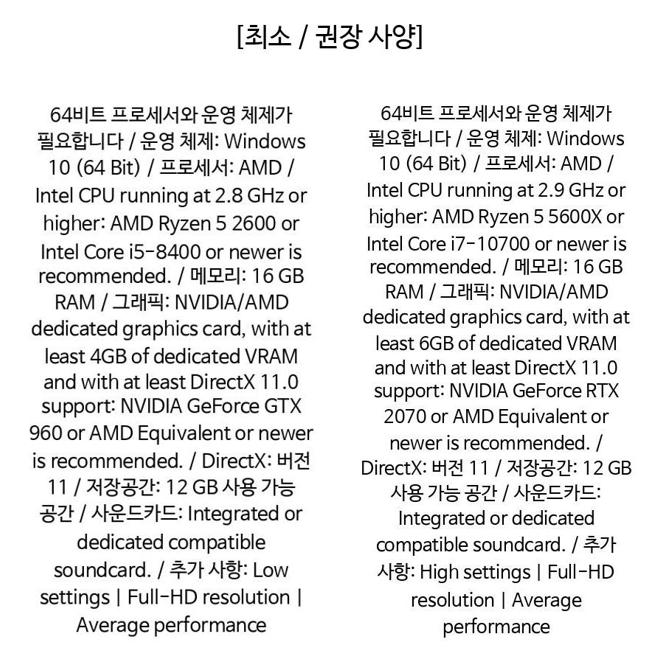 [최소 / 권장 사양]
64비트 프로세서와 운영 체제가
필요합니다 / 운영 체제: Windows
10 (64 Bit) / 프로세서: AMD /
Intel CPU running at 2.8 GHz or
higher: AMD Ryzen 5 2600 or
Intel Core i5-8400 or newer is
recommended. / 메모리: 16 GB
RAM / 그래픽: NVIDIA/AMD
dedicated graphics card, with at
least 4GB of dedicated VRAM
and with at least DirectX 11.0
support: NVIDIA GeForce GTX
960 or AMD Equivalent or newer
is recommended. / DirectX: 버전
11 / 저장공간: 12 GB 사용 가능
공간 / 사운드카드: Integrated or
dedicated compatible
soundcard. / 추가 사항: Low
settings | Full-HD resolution |
Average performance
64비트 프로세서와 운영 체제가
필요합니다 / 운영 체제: Windows
10 (64 Bit) / 프로세서: AMD /
Intel CPU running at 2.9 GHz or
higher: AMD Ryzen 5 5600X or
Intel Core i7-10700 or newer is
recommended. / 메모리: 16 GB
RAM / 그래픽: NVIDIA/AMD
dedicated graphics card, with at
least 6GB of dedicated VRAM
and with at least DirectX 11.0
support: NVIDIA GeForce RTX
2070 or AMD Equivalent or
newer is recommended. /
DirectX: 버전 11 / 저장공간: 12 GB
사용 가능 공간 / 사운드카드:
Integrated or dedicated
compatible soundcard. / 추가
사항: High settings | Full-HD
resolution | Average
performance